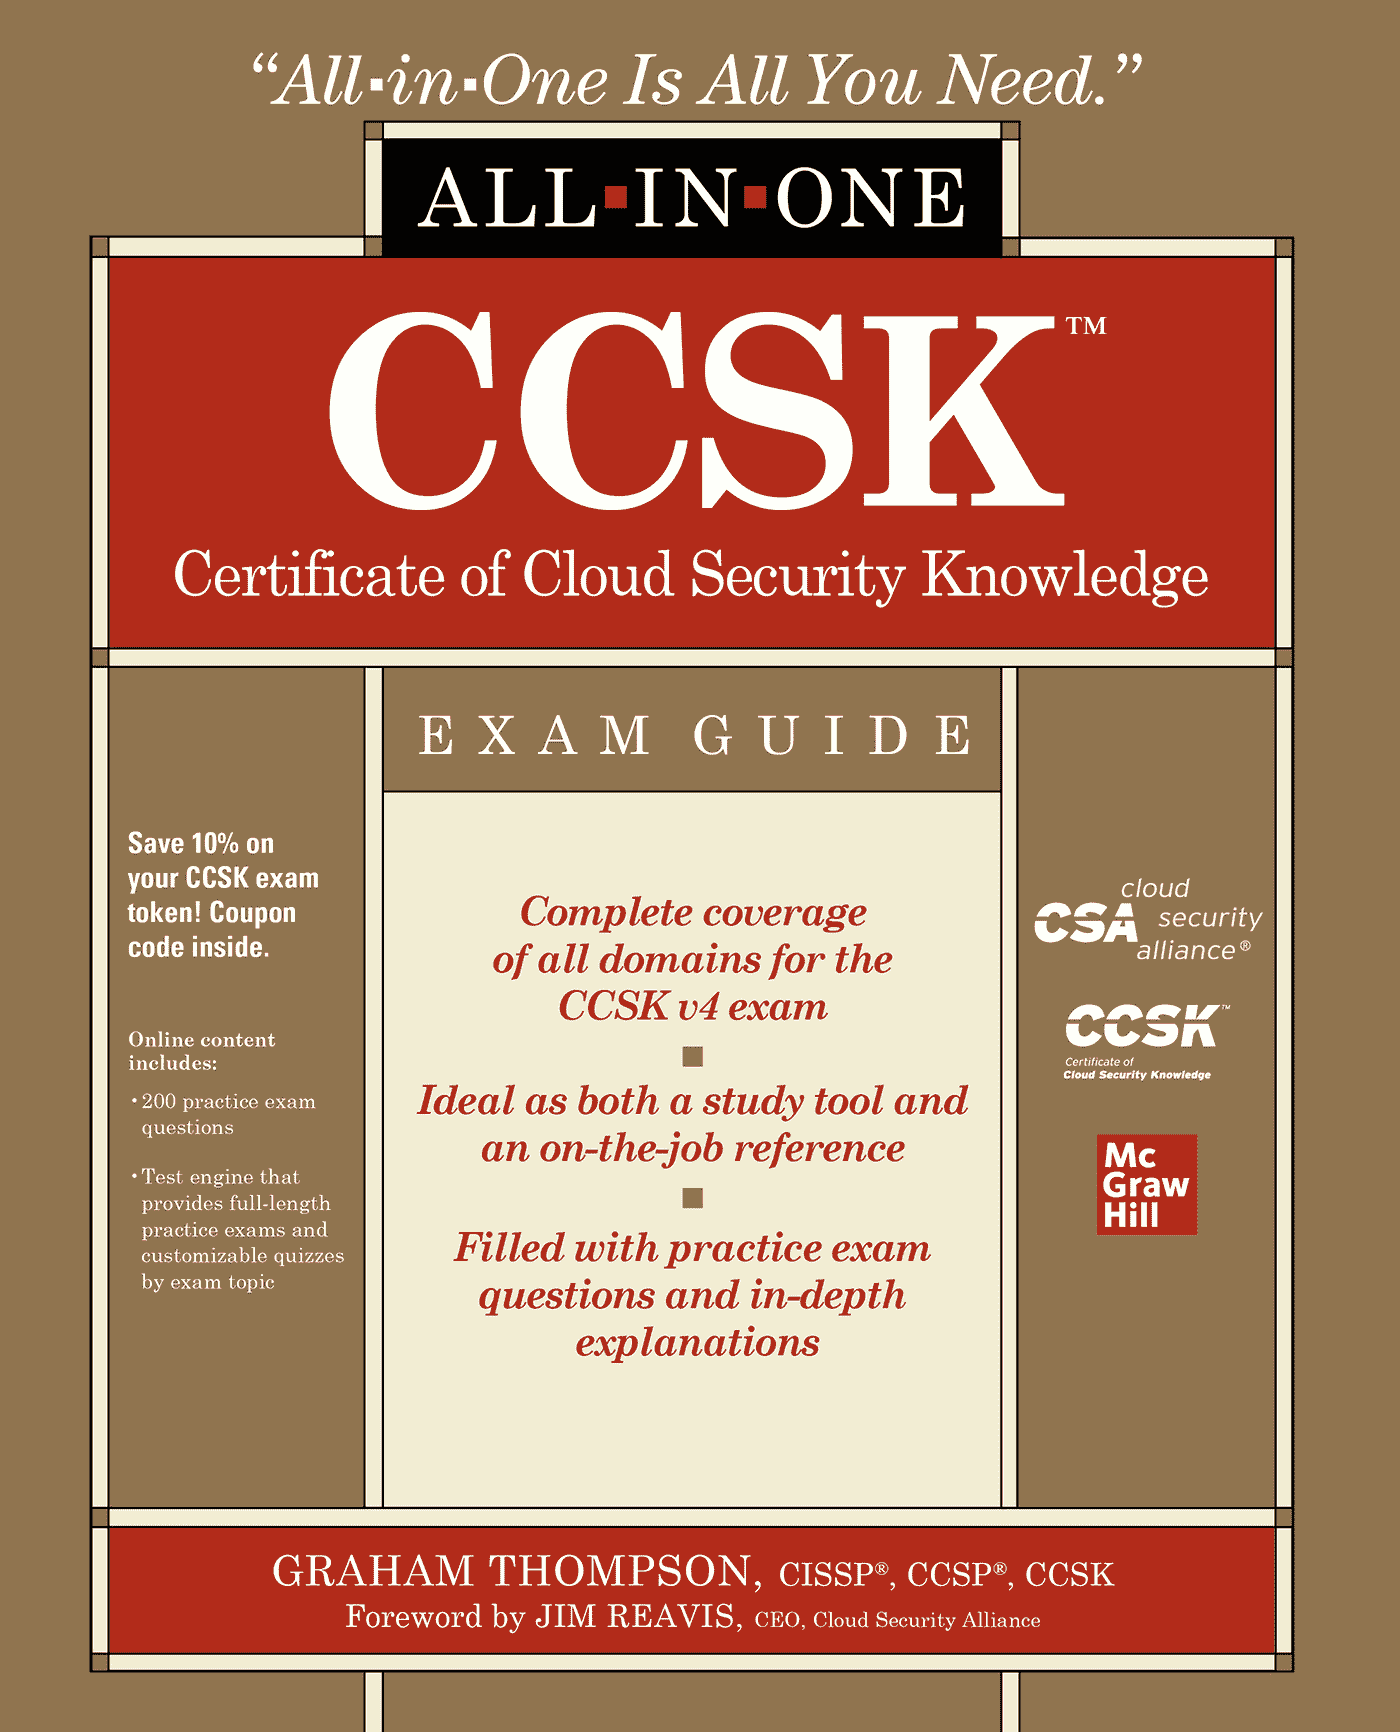 “All▪in▪One Is All You Need.”
ALL▪IN▪ONE
CCSK™
Certificate of Cloud Security Knowledge
EXAM GUIDE
Save 10% on
your CCSK exam
token! Coupon
code inside.
Online content
includes:
• 200 practice exam
questions
• Test engine that
provides full-length
practice exams and
customizable quizzes
by exam topic
Complete coverage
of all domains for the
CCSK v4 exam
Ideal as both a study tool and
an on-the-job reference
Filled with practice exam
questions and in-depth
explanations
cloud
CSA security
alliance®
CCSK™
Certificate of
Cloud Security Knowledge
Mc
Graw
Hill
GRAHAM THOMPSON, CISSP®, CCSP®, CCSK
Foreword by JIM REAVIS, CEO, Cloud Security Alliance